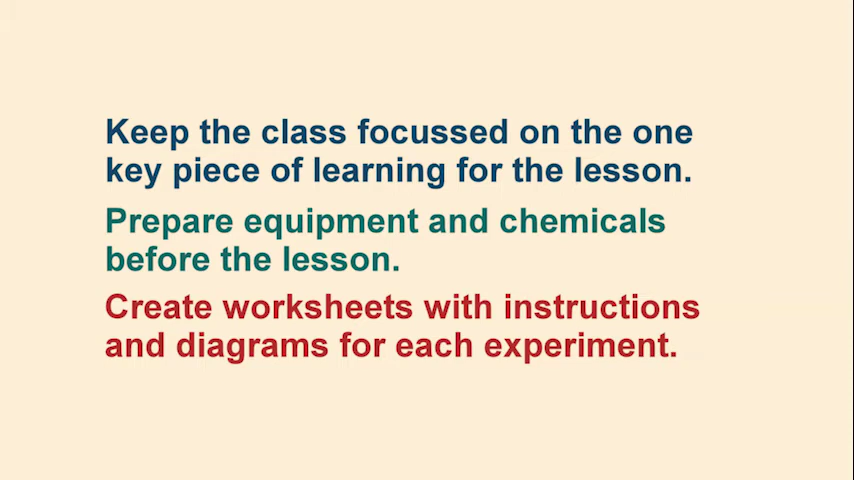 Keep the class focussed on the one
key piece of learning for the lesson.
Prepare equipment and chemicals
before the lesson.
Create worksheets with instructions
and diagrams for each experiment.